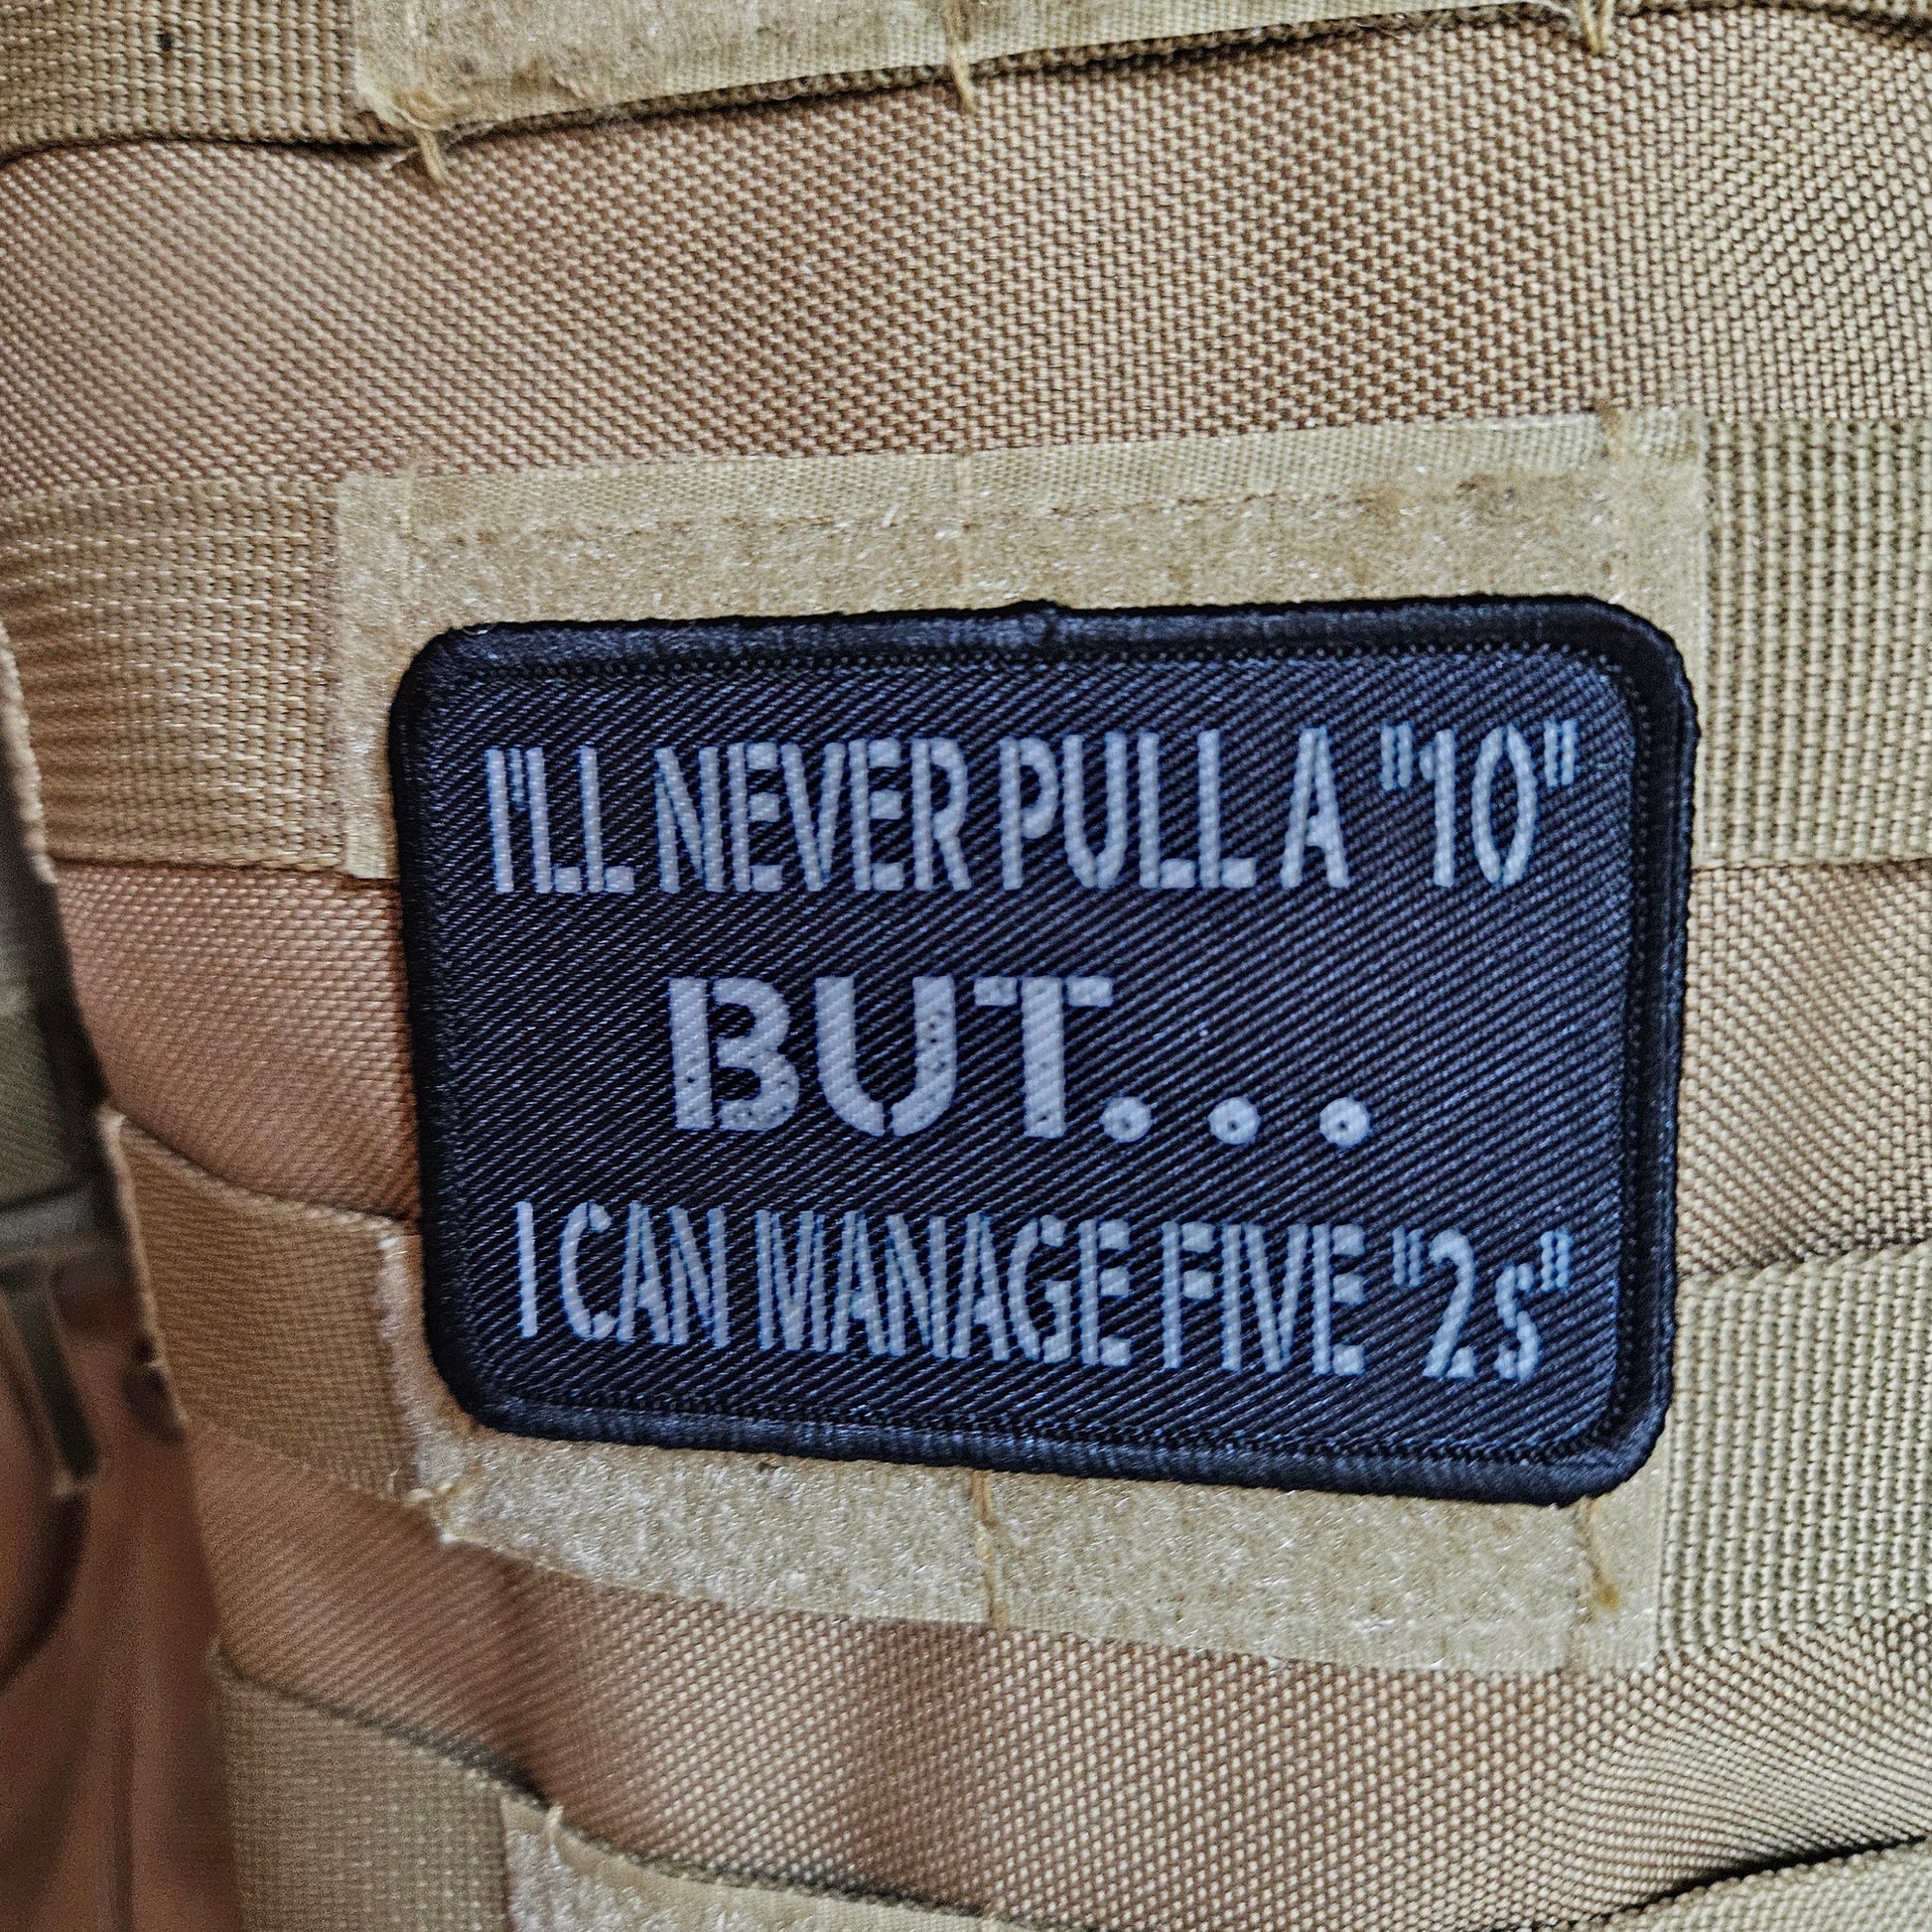 I'LL NEVER PULL A "10"
BUT...
I CAN MANAGE FIVE "2s"